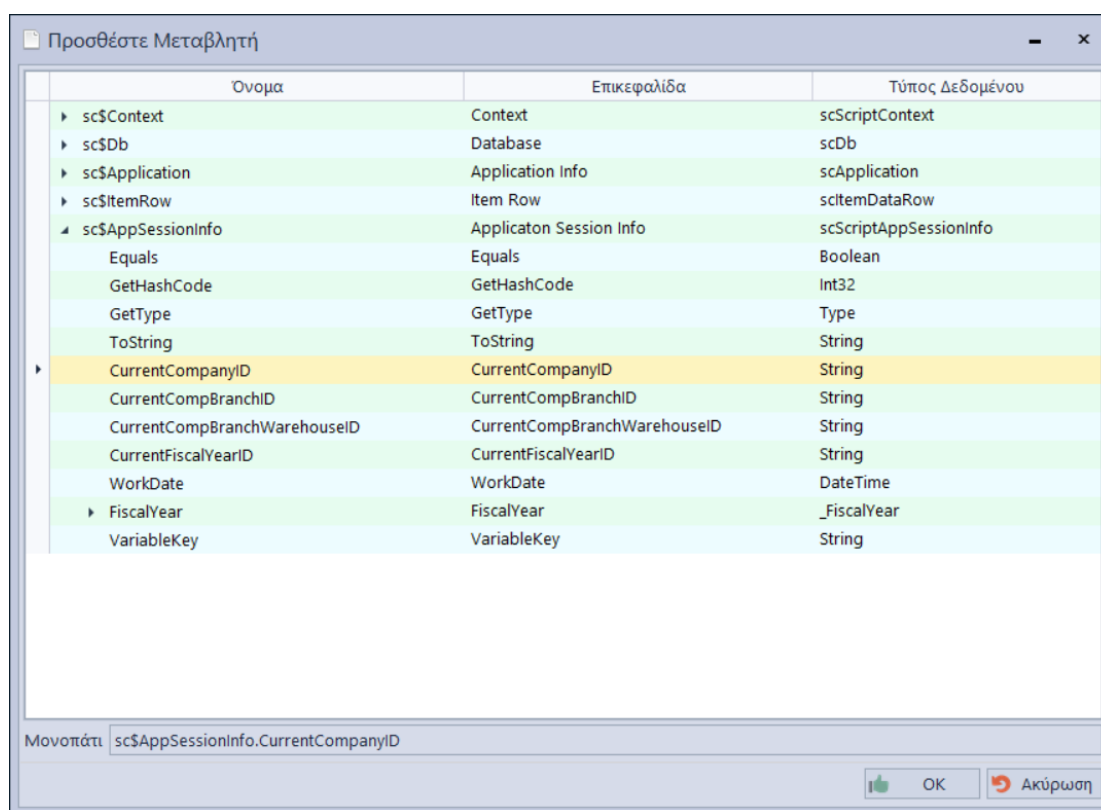 Προσθέστε Μεταβλητή
Όνομα Επικεφαλίδα Τύπος Δεδομένου
sc$Context Context scScriptContext
sc$Db Database scDb
sc$Application Application Info scApplication
sc$ItemRow Item Row scItemDataRow
sc$AppSessionInfo Applicaton Session Info scScriptAppSessionInfo
Equals Equals Boolean
GetHashCode GetHashCode Int32
GetType GetType Type
ToString ToString String
CurrentCompanyID CurrentCompanyID String
CurrentCompBranchID CurrentCompBranchID String
CurrentCompBranchWarehouseID CurrentCompBranchWarehouseID String
CurrentFiscalYearID CurrentFiscalYearID String
WorkDate WorkDate DateTime
FiscalYear FiscalYear _FiscalYear
VariableKey VariableKey String
Μονοπάτι sc$AppSessionInfo.CurrentCompanyID
OK Ακύρωση